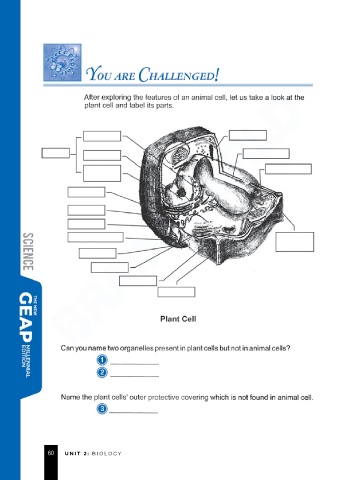 YOU ARE CHALLENGED!
After exploring the features of an animal cell, let us take a look at the
plant cell and label its parts.
Plant Cell
Can you name two organelles present in plant cells but not in animal cells?
1
2
Name the plant cells' outer protective covering which is not found in animal cell.
3
SCIENCE
THE NEW
GEAP
MILLENNIAL
EDITION
60 UNIT 2: BIOLOGY